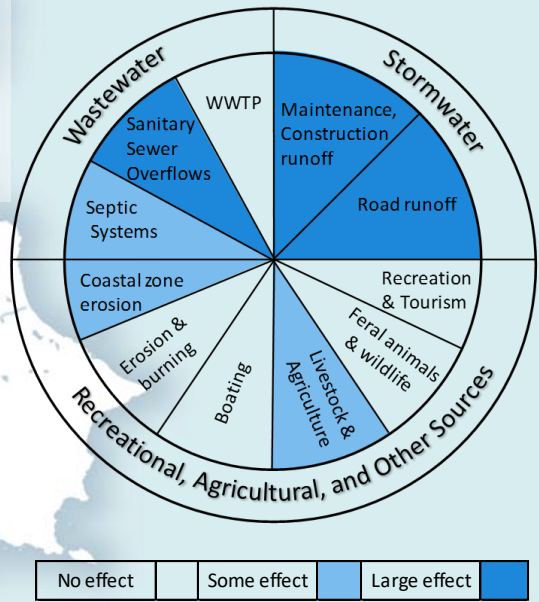 Wastewater
Stormwater
WWTP
Maintenance,
Construction
runoff
Sanitary
Sewer
Overflows
Road runoff
Septic
Systems
Coastal zone
erosion
Recreation
& Tourism
Erosion &
burning
Boating
Livestock &
Agriculture
Feral animals
& wildlife
Recreational, Agricultural, and Other Sources
No effect
Some effect
Large effect